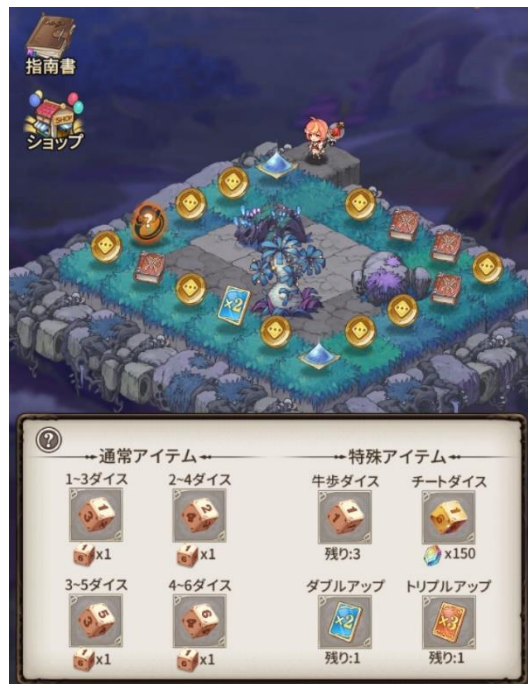 指南書
SHOP
ショップ
?
×2
?
通常アイテム
特殊アイテム
1~3ダイス
2~4ダイス
牛歩ダイス
チートダイス
x1
x1
残り:3
x150
3~5ダイス
4~6ダイス
ダブルアップ
トリプルアップ
×2
×3
x1
x1
残り:1
残り:1